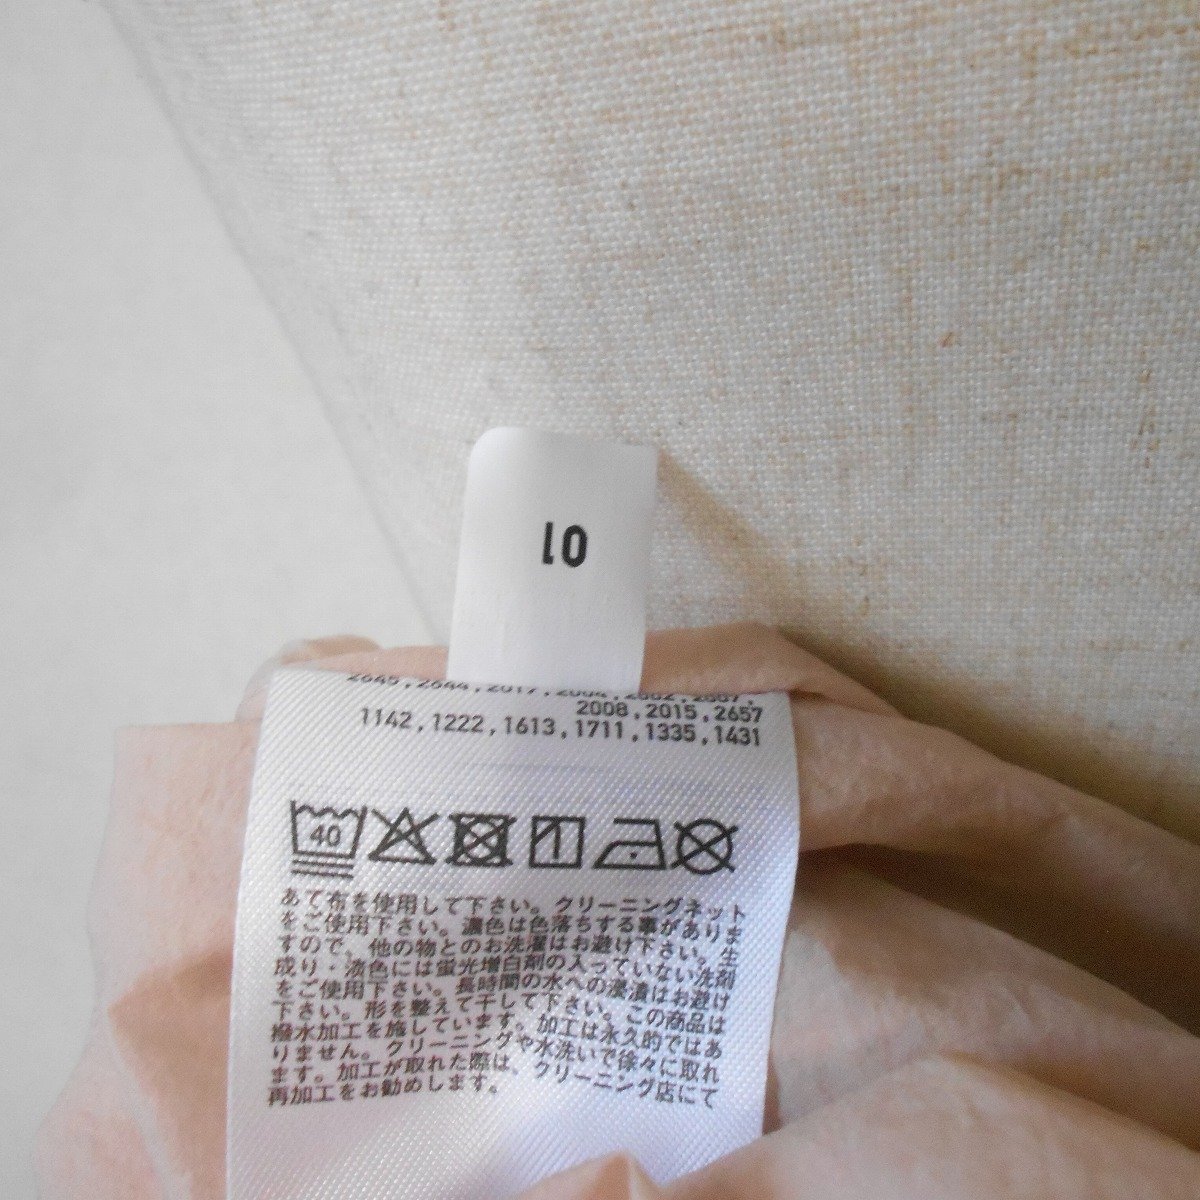 01
2008,2015,2657
1142,1222,1613,1711,1335,1431
40
あて布を使用して下さい。クリーニングネット
をご使用下さい。濃色は色落ちする事がありま
すので、他の物とのお洗濯はお避け下さい。生
成り・淡色には蛍光増白剤の入っていない洗剤
をご使用下さい。長時間の水への浸漬はお避け
下さい。形を整えて干して下さい。この商品は
撥水加工を施しています。加工は永久的ではあ
りません。クリーニングや水洗いで徐々に取れ
ます。加工が取れた際は、クリーニング店にて
再加工をお勧めします。